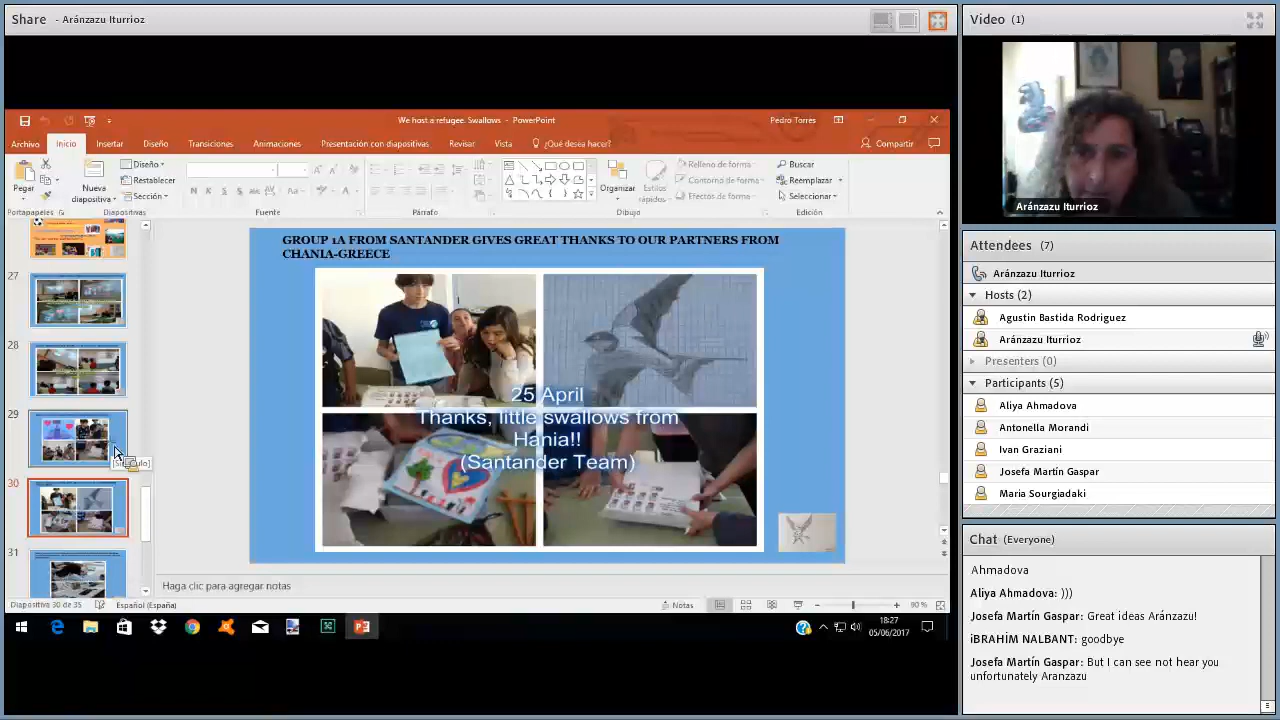 Share - Aránzazu Iturrioz
We host a refugee. Swallows - PowerPoint
Pedro Torres
Archivo Inicio Insertar Diseño Transiciones Animaciones Presentación con diapositivas Revisar Vista ¿Qué desea hacer? Compartir
Pegar
Nueva diapositiva
Diseño
Restablecer
Sección
N K S
Organizar
Estilos rápidos
Relleno de forma
Contorno de forma
Efectos de forma
Buscar
Reemplazar
Seleccionar
Portapapeles Diapositivas Fuente Párrafo Dibujo Edición
27
28
29
30
31
GROUP 1A FROM SANTANDER GIVES GREAT THANKS TO OUR PARTNERS FROM
CHANIA-GREECE
25 April
Thanks, little swallows from
Hania!!
(Santander Team)
Haga clic para agregar notas
Diapositiva 30 de 35 Español (España) Notas 90 %
18:27
05/06/2017
Video (1)
Aránzazu Iturrioz
Attendees (7)
Aránzazu Iturrioz
Hosts (2)
Agustin Bastida Rodriguez
Aránzazu Iturrioz
Presenters (0)
Participants (5)
Aliya Ahmadova
Antonella Morandi
Ivan Graziani
Josefa Martín Gaspar
Maria Sourgiadaki
Chat (Everyone)
Ahmadova
Aliya Ahmadova: )))
Josefa Martín Gaspar: Great ideas Aránzazu!
iBRAHİM NALBANT: goodbye
Josefa Martín Gaspar: But I can see not hear you
unfortunately Aranzazu